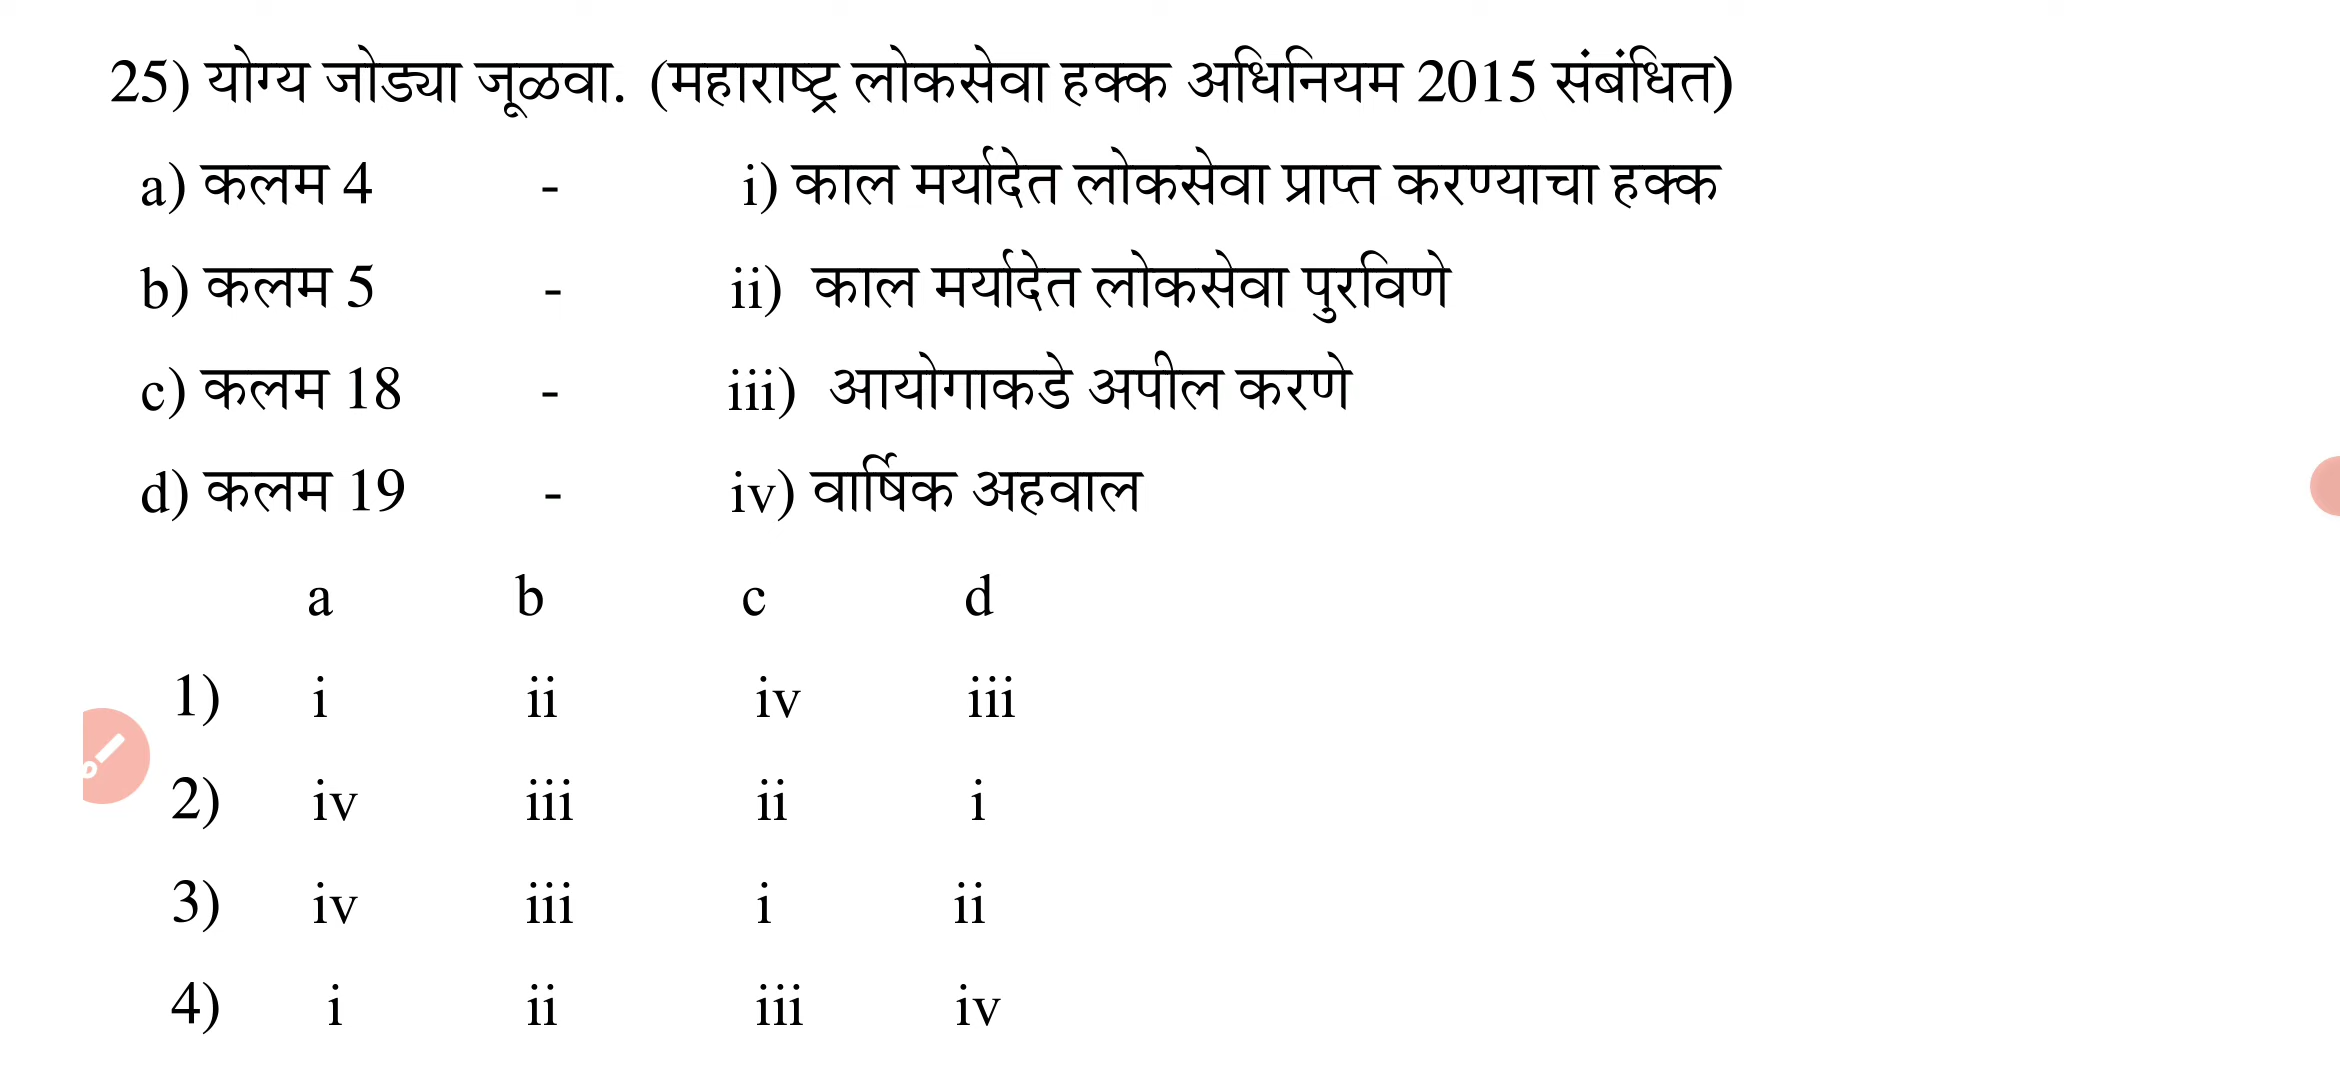 25) योग्य जोड्या जूळवा. (महाराष्ट्र लोकसेवा हक्क अधिनियम 2015 संबंधित)
a) कलम 4 - i) काल मर्यादेत लोकसेवा प्राप्त करण्याचा हक्क
b) कलम 5 - ii) काल मर्यादेत लोकसेवा पुरविणे
c) कलम 18 - iii) आयोगाकडे अपील करणे
d) कलम 19 - iv) वार्षिक अहवाल
a b c d
1) i ii iv iii
2) iv iii ii i
3) iv iii i ii
4) i ii iii iv